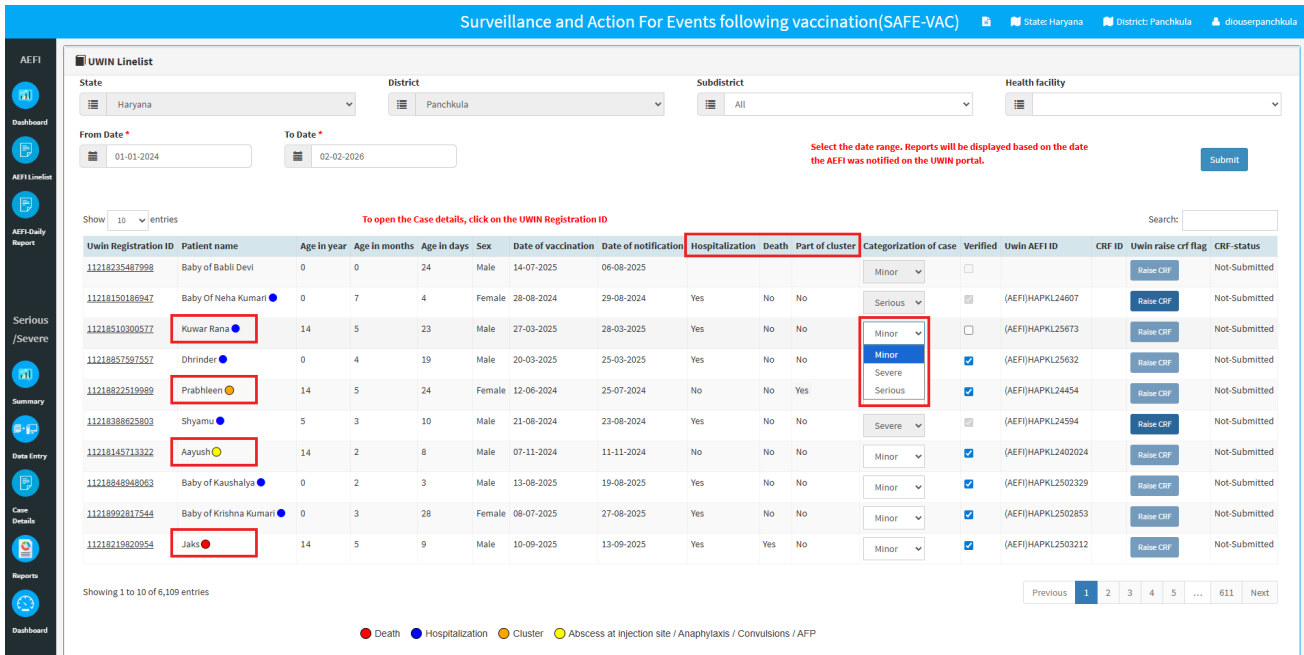 Surveillance and Action For Events following vaccination(SAFE-VAC) State: Haryana District: Panchkula diouserpanchkula
AEFI
Dashboard
AEFI Linelist
AEFI-Daily
Report
Serious
/Severe
Summary
Data Entry
Case
Details
Reports
Dashboard
UWIN Linelist
State District Subdistrict Health facility
Haryana Panchkula All
From Date * To Date *
01-01-2024 02-02-2026
Select the date range. Reports will be displayed based on the date
the AEFI was notified on the UWIN portal.
Submit
Show 10 entries To open the Case details, click on the UWIN Registration ID Search:
Uwin Registration ID Patient name Age in year Age in months Age in days Sex Date of vaccination Date of notification Hospitalization Death Part of cluster Categorization of case Verified Uwin AEFI ID CRF ID Uwin raise crf flag CRF-status
11218235487998 Baby of Babli Devi 0 0 24 Male 14-07-2025 06-08-2025 Minor Raise CRF Not-Submitted
11218150186947 Baby Of Neha Kumari 0 7 4 Female 28-08-2024 29-08-2024 Yes No No Serious (AEFI)HAPKL24607 Raise CRF Not-Submitted
11218510300577 Kuwar Rana 14 5 23 Male 27-03-2025 28-03-2025 Yes No No Minor (AEFI)HAPKL25673 Raise CRF Not-Submitted
11218857597557 Dhrinder 0 4 19 Male 20-03-2025 25-03-2025 Yes No No Minor (AEFI)HAPKL25632 Raise CRF Not-Submitted
Severe
11218822519989 Prabhleen 14 5 24 Female 12-06-2024 25-07-2024 No No Yes Serious (AEFI)HAPKL24454 Raise CRF Not-Submitted
11218388625803 Shyamu 5 3 10 Male 21-08-2024 23-08-2024 Yes No No Severe (AEFI)HAPKL24594 Raise CRF Not-Submitted
11218145713322 Aayush 14 2 8 Male 07-11-2024 11-11-2024 No No No Minor (AEFI)HAPKL2402024 Raise CRF Not-Submitted
11218848948063 Baby of Kaushalya 0 2 3 Male 13-08-2025 19-08-2025 Yes No No Minor (AEFI)HAPKL2502329 Raise CRF Not-Submitted
11218992817544 Baby of Krishna Kumari 0 3 28 Female 08-07-2025 27-08-2025 Yes No No Minor (AEFI)HAPKL2502853 Raise CRF Not-Submitted
11218219820954 Jaks 14 5 9 Male 10-09-2025 13-09-2025 Yes Yes No Minor (AEFI)HAPKL2503212 Raise CRF Not-Submitted
Showing 1 to 10 of 6,109 entries Previous 1 2 3 4 5 ... 611 Next
Death Hospitalization Cluster Abscess at injection site / Anaphylaxis / Convulsions / AFP